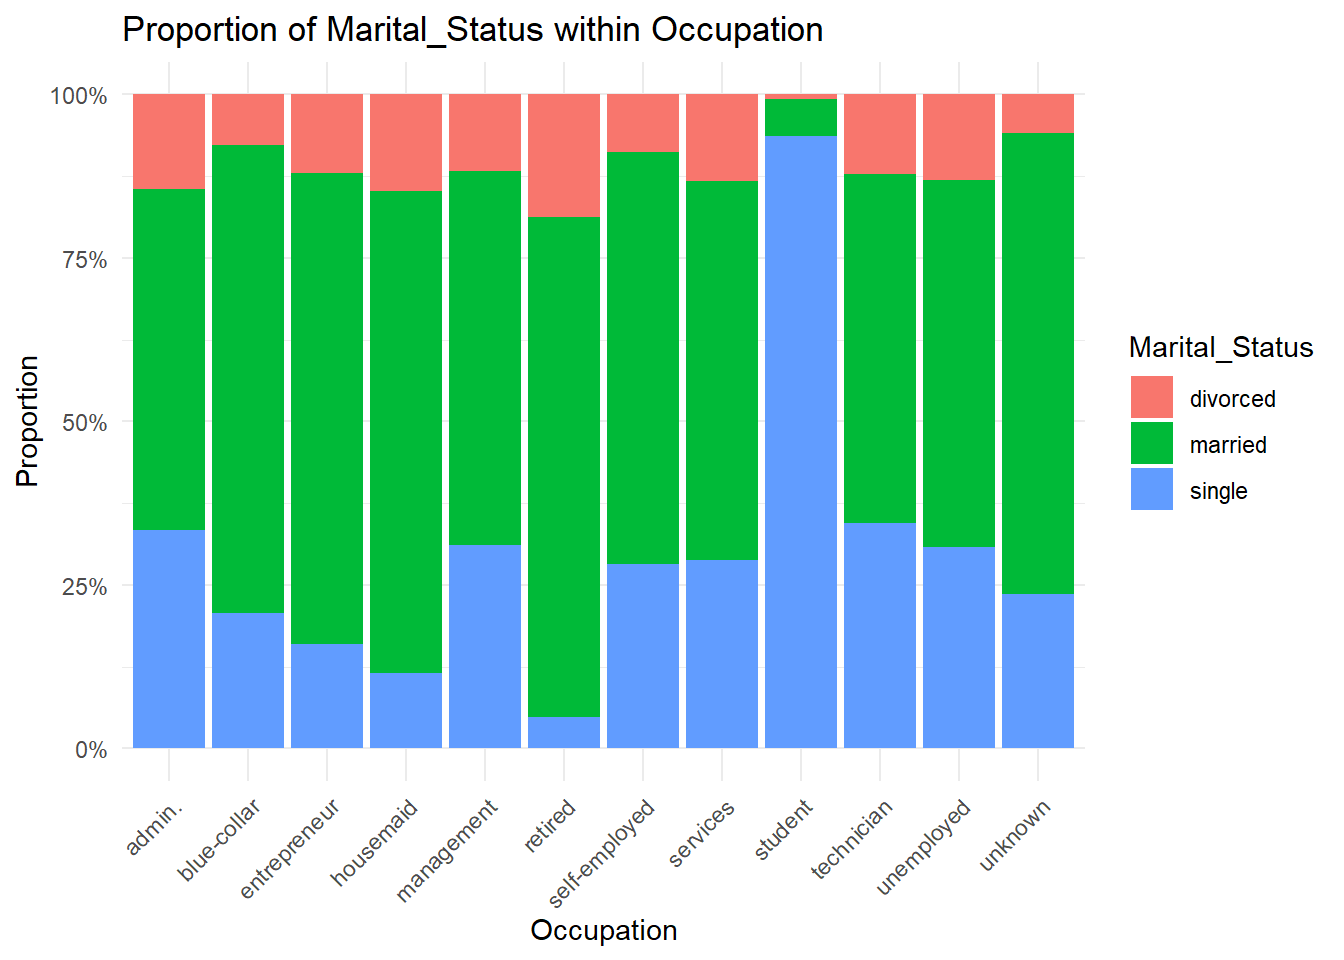 Proportion of Marital_Status within Occupation
100%
75%
50%
25%
0%
Proportion
admin.
blue-collar
entrepreneur
housemaid
management
retired
self-employed
services
student
technician
unemployed
unknown
Occupation
Marital_Status
divorced
married
single